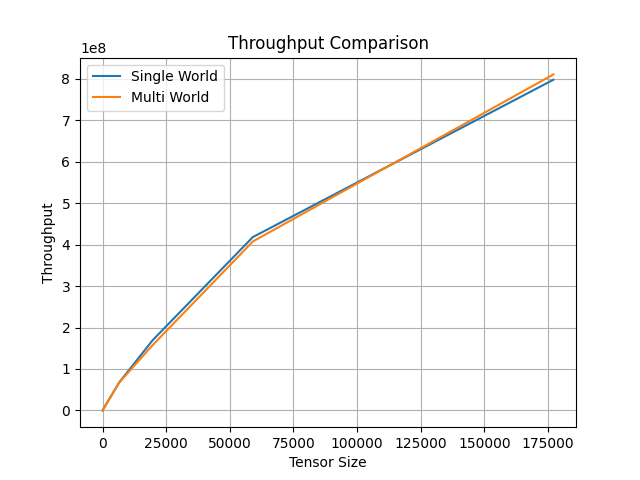 Throughput Comparison
1e8
Single World
Multi World
8
7
6
5
4
3
2
1
0
Throughput
0 25000 50000 75000 100000 125000 150000 175000
Tensor Size